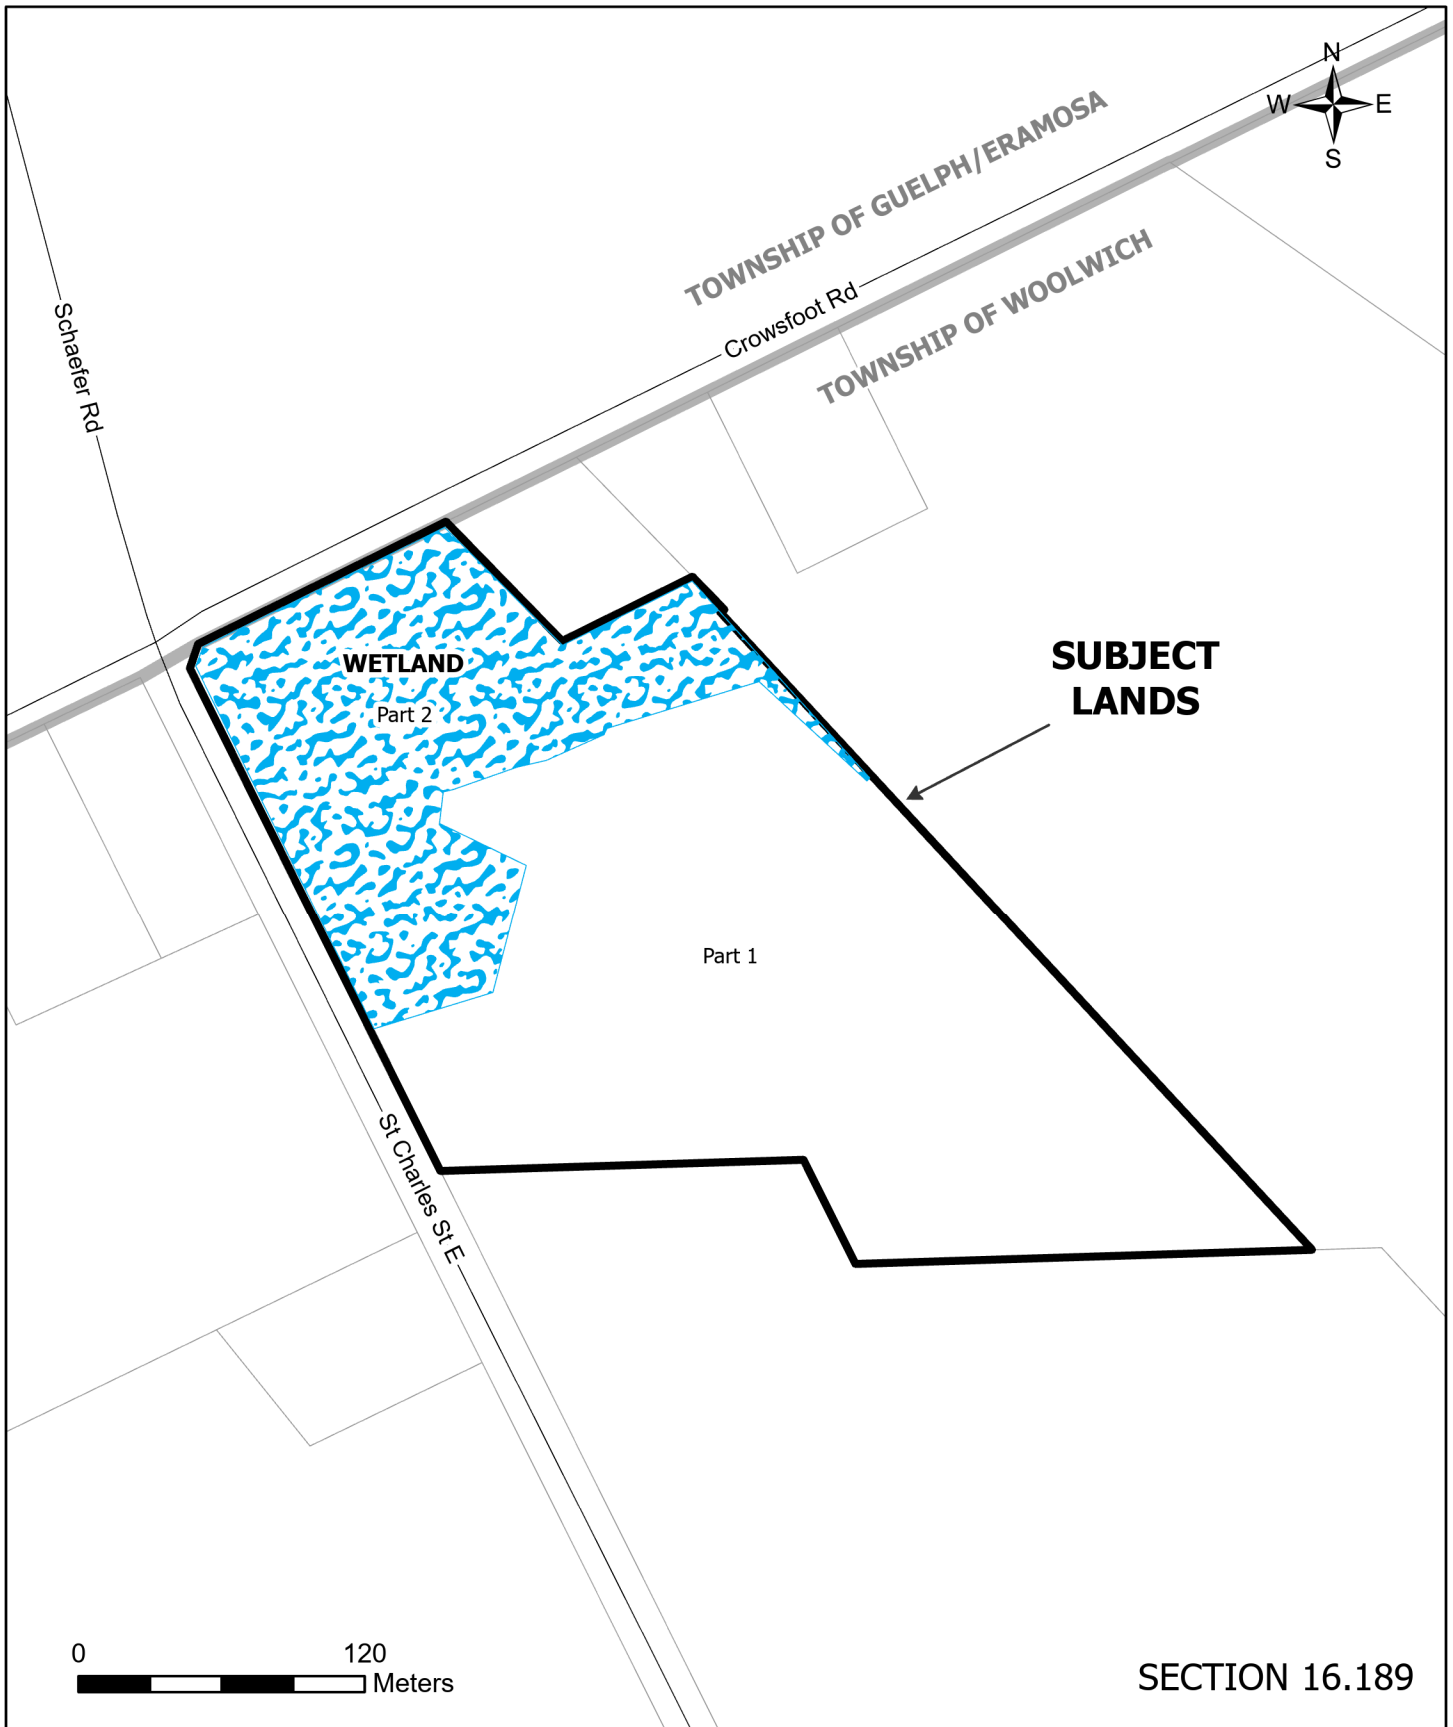 N
W
E
S
TOWNSHIP OF GUELPH/ERAMOSA
TOWNSHIP OF WOOLWICH
Crowsfoot Rd
Schaefer Rd
WETLAND
Part 2
SUBJECT
LANDS
Part 1
St Charles St E
0
120
Meters
SECTION 16.189